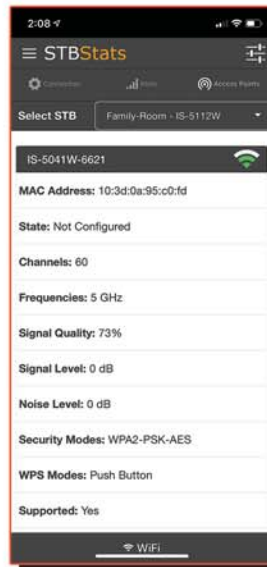 2:08
STBStats
Connection
Stats
Access Points
Select STB
Family-Room - IS-5112W
IS-5041W-6621
MAC Address: 10:3d:0a:95:c0:fd
State: Not Configured
Channels: 60
Frequencies: 5 GHz
Signal Quality: 73%
Signal Level: 0 dB
Noise Level: 0 dB
Security Modes: WPA2-PSK-AES
WPS Modes: Push Button
Supported: Yes
WiFi